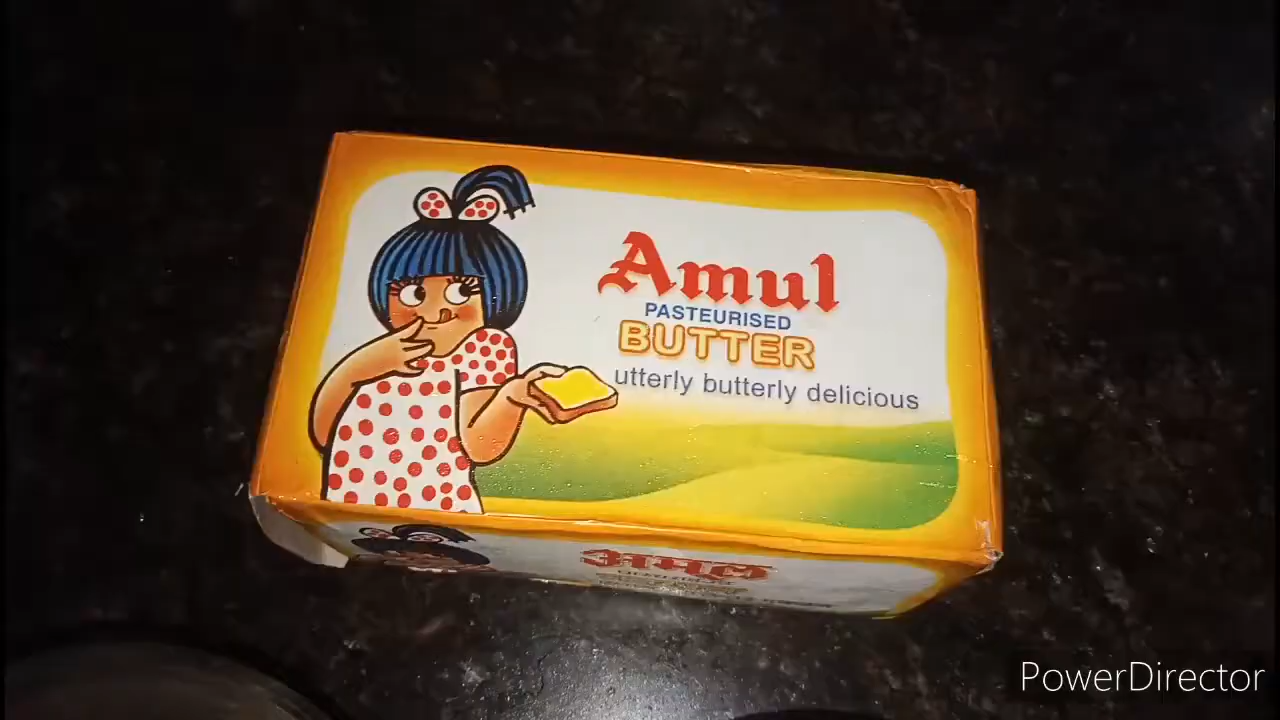 Amul
PASTEURISED
BUTTER
utterly butterly delicious
अमूल
PowerDirector